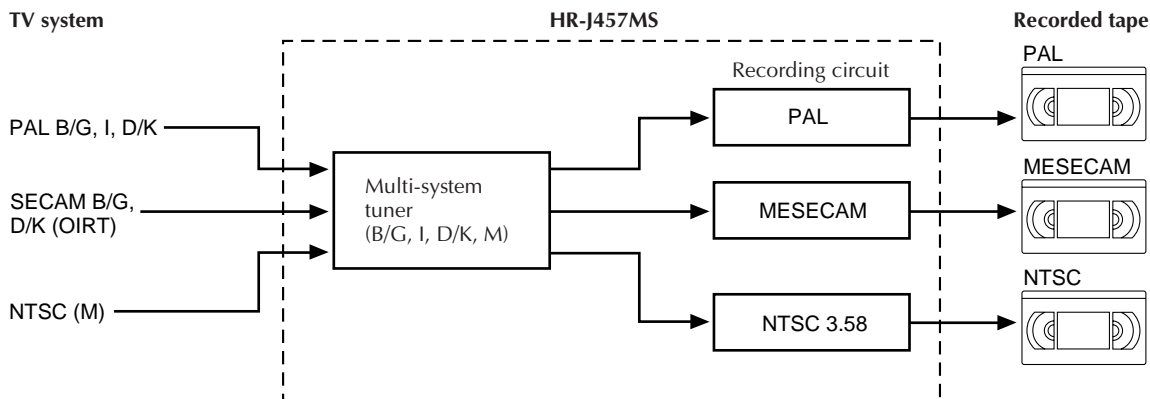 TV system
HR-J457MS
Recorded tape
PAL B/G, I, D/K
SECAM B/G,
D/K (OIRT)
NTSC (M)
Multi-system
tuner
(B/G, I, D/K, M)
Recording circuit
PAL
MESECAM
NTSC 3.58
PAL
MESECAM
NTSC